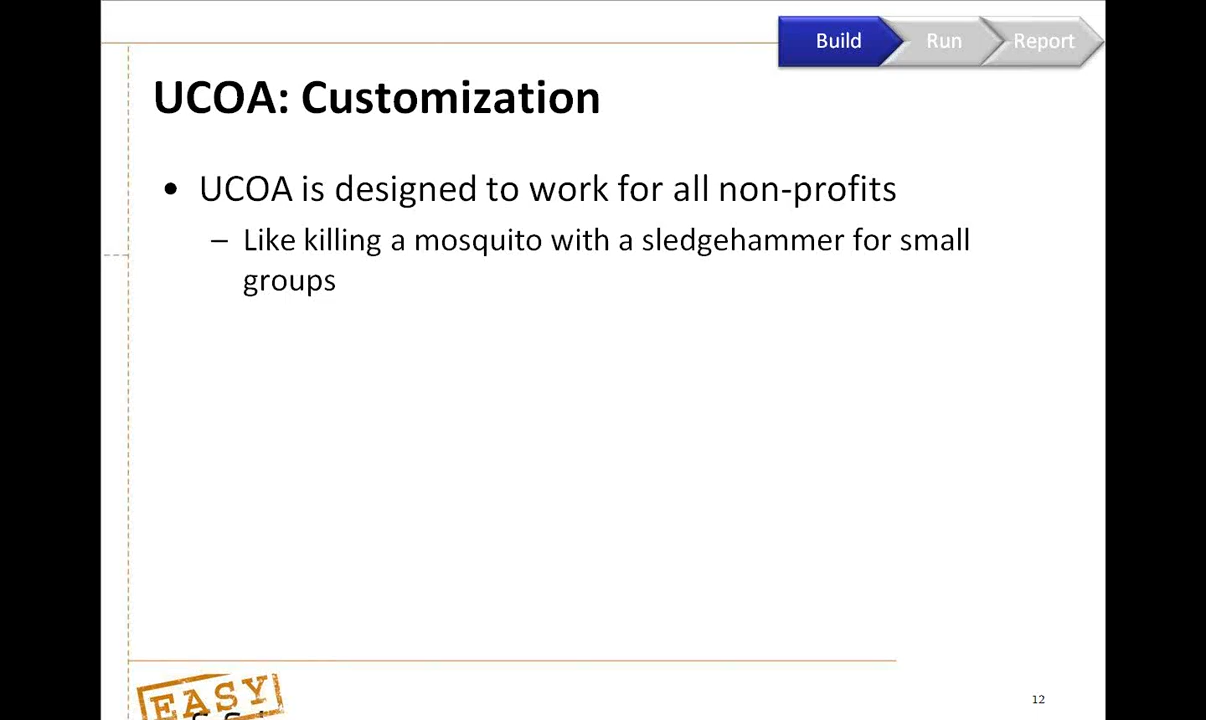 Build Run Report
UCOA: Customization
• UCOA is designed to work for all non-profits
– Like killing a mosquito with a sledgehammer for small
groups
EASY
12